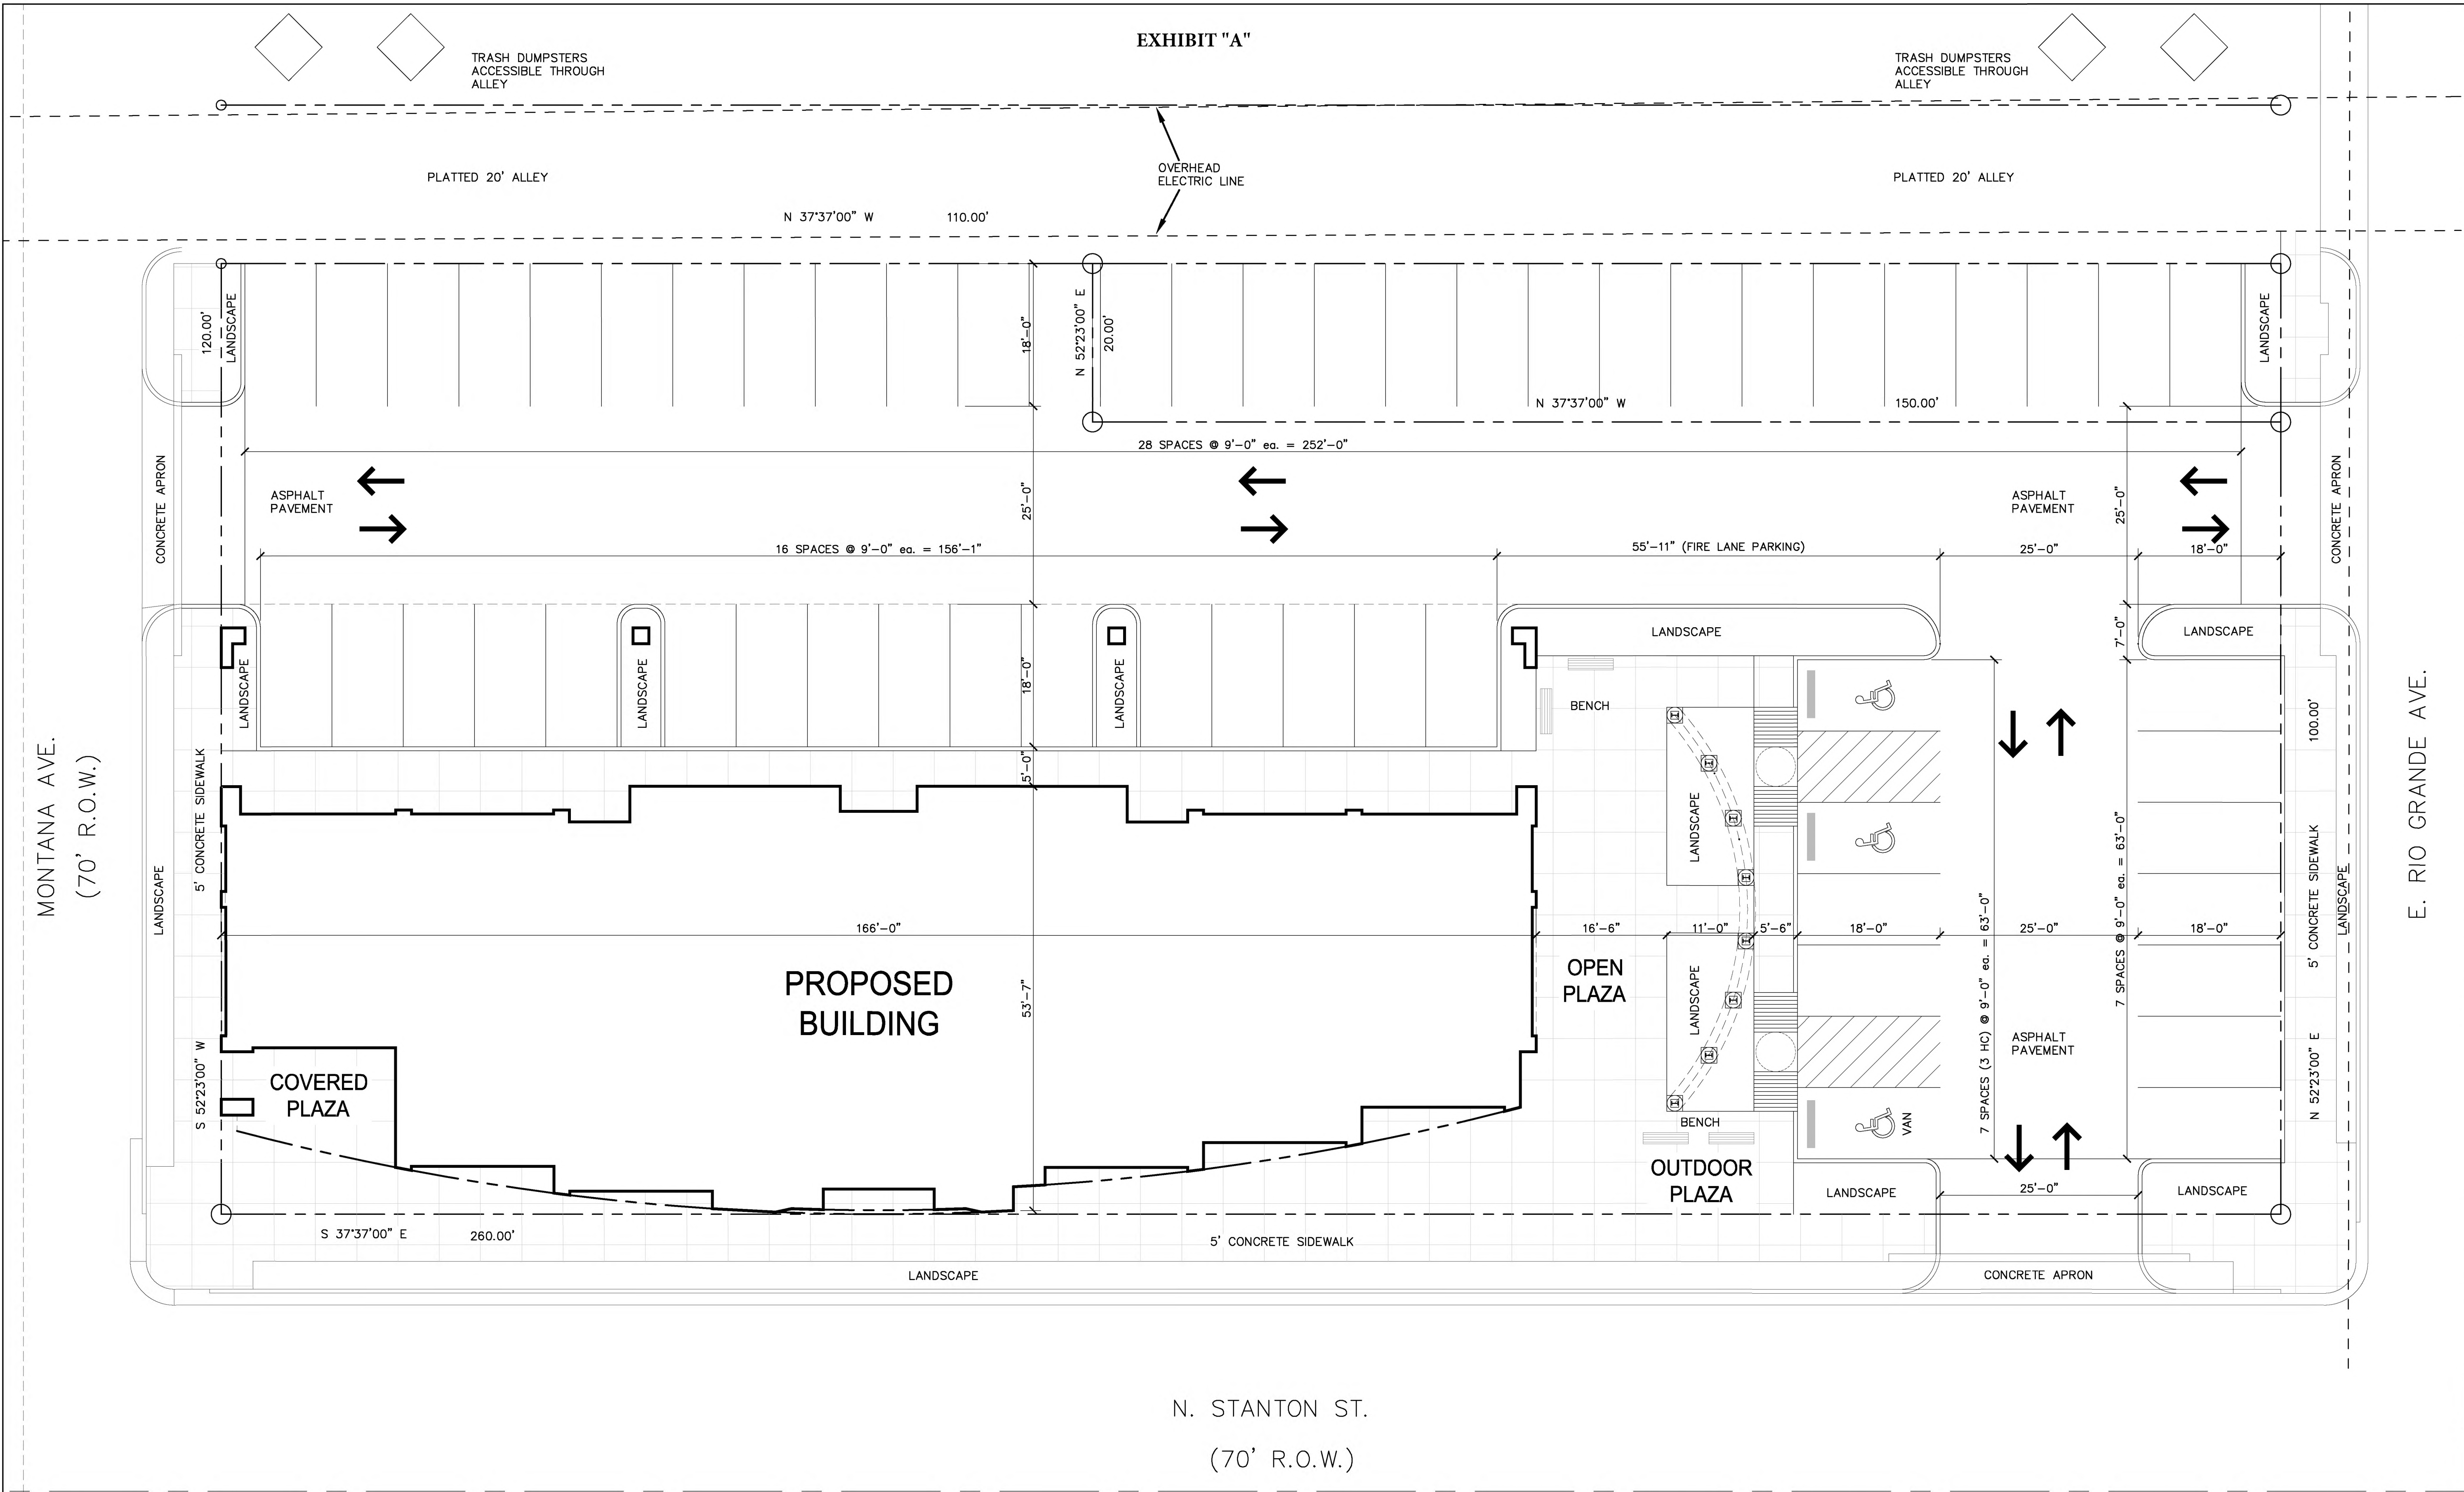 EXHIBIT "A"
TRASH DUMPSTERS
ACCESSIBLE THROUGH
ALLEY
TRASH DUMPSTERS
ACCESSIBLE THROUGH
ALLEY
OVERHEAD
ELECTRIC LINE
PLATTED 20' ALLEY
PLATTED 20' ALLEY
N 37°37'00" W 110.00'
120.00'
LANDSCAPE
18'-0"
N 52°23'00" E
20.00'
LANDSCAPE
N 37°37'00" W 150.00'
28 SPACES @ 9'-0" ea. = 252'-0"
CONCRETE APRON
ASPHALT
PAVEMENT
25'-0"
ASPHALT
PAVEMENT
25'-0"
CONCRETE APRON
16 SPACES @ 9'-0" ea. = 156'-1"
55'-11" (FIRE LANE PARKING)
25'-0"
18'-0"
LANDSCAPE
LANDSCAPE
LANDSCAPE
18'-0"
LANDSCAPE
7'-0"
LANDSCAPE
BENCH
MONTANA AVE.
(70' R.O.W.)
5' CONCRETE SIDEWALK
LANDSCAPE
5'-0"
LANDSCAPE
100.00'
5' CONCRETE SIDEWALK
LANDSCAPE
E. RIO GRANDE AVE.
166'-0"
16'-6"
11'-0"
5'-6"
18'-0"
25'-0"
18'-0"
7 SPACES (3 HC) @ 9'-0" ea. = 63'-0"
7 SPACES @ 9'-0" ea. = 63'-0"
PROPOSED
BUILDING
53'-7"
OPEN
PLAZA
LANDSCAPE
ASPHALT
PAVEMENT
S 52°23'00" W
COVERED
PLAZA
N 52°23'00" E
BENCH
VAN
OUTDOOR
PLAZA
LANDSCAPE
25'-0"
LANDSCAPE
S 37°37'00" E 260.00'
5' CONCRETE SIDEWALK
LANDSCAPE
CONCRETE APRON
N. STANTON ST.
(70' R.O.W.)